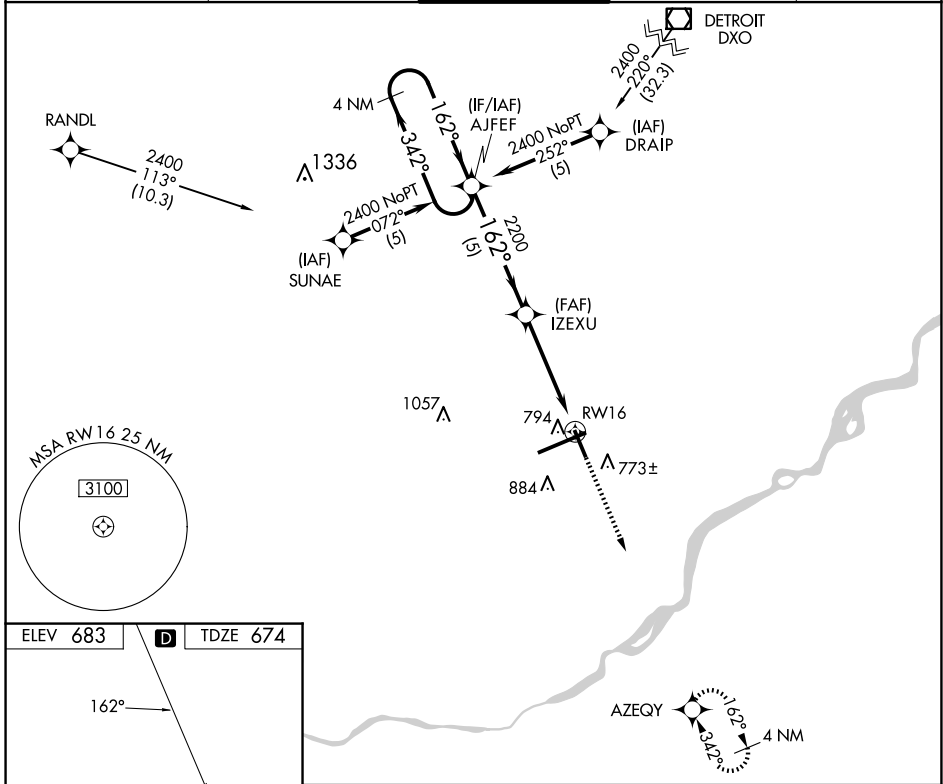 DETROIT
DXO
2400
220°
(32.3)
4 NM
(IF/IAF)
AJFEF
162°
342°
2400 NoPT
252°
(5)
(IAF)
DRAIP
RANDL
2400
113°
(10.3)
1336
2400 NoPT
072°
(5)
(IAF)
SUNAE
2200
162°
(5)
(FAF)
IZEXU
1057
794
RW16
773±
884
MSA RW16 25 NM
3100
ELEV 683
D
TDZE 674
162°
AZEQY
162°
342°
4 NM